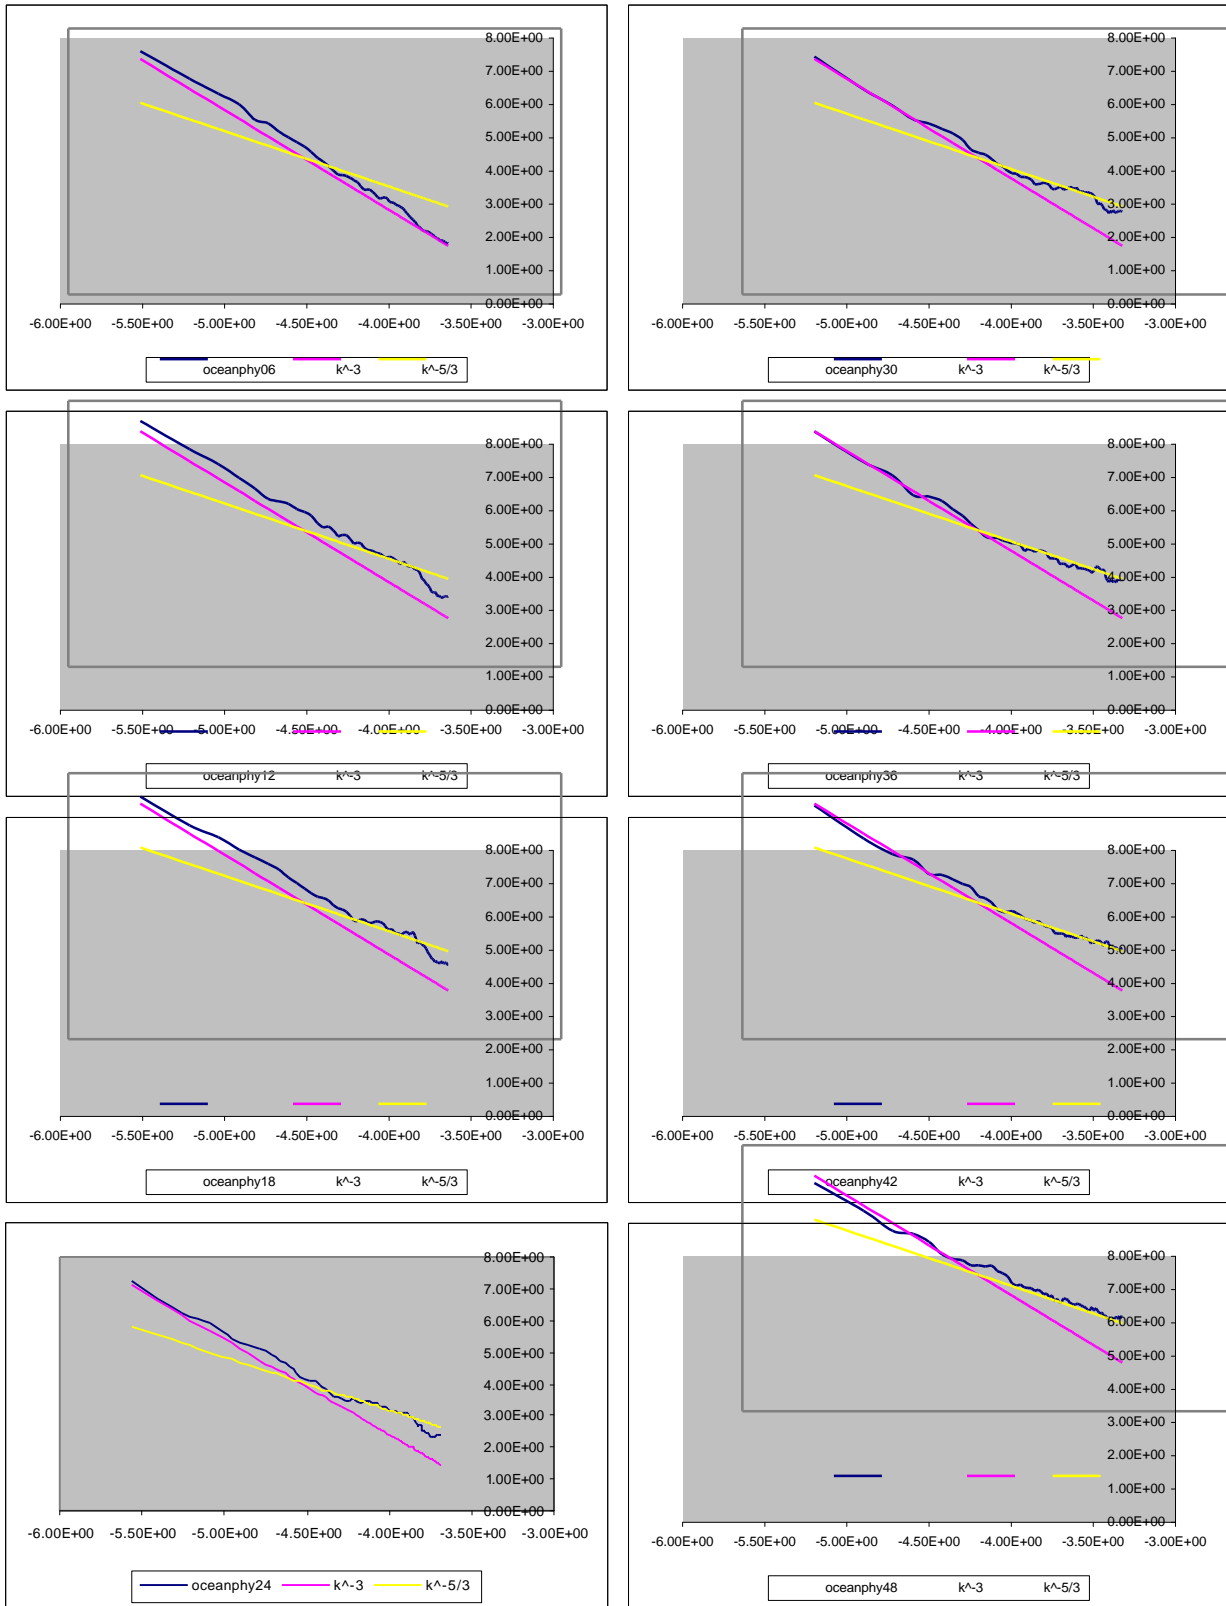 8.00E+00
7.00E+00
6.00E+00
5.00E+00
4.00E+00
3.00E+00
2.00E+00
1.00E+00
0.00E+00
-6.00E+00 -5.50E+00 -5.00E+00 -4.50E+00 -4.00E+00 -3.50E+00 -3.00E+00
oceanphy06 k^-3 k^-5/3
8.00E+00
7.00E+00
6.00E+00
5.00E+00
4.00E+00
3.00E+00
2.00E+00
1.00E+00
0.00E+00
-6.00E+00 -5.50E+00 -5.00E+00 -4.50E+00 -4.00E+00 -3.50E+00 -3.00E+00
oceanphy30 k^-3 k^-5/3
8.00E+00
7.00E+00
6.00E+00
5.00E+00
4.00E+00
3.00E+00
2.00E+00
1.00E+00
0.00E+00
-6.00E+00 -5.50E+00 -5.00E+00 -4.50E+00 -4.00E+00 -3.50E+00 -3.00E+00
oceanphy12 k^-3 k^-5/3
8.00E+00
7.00E+00
6.00E+00
5.00E+00
4.00E+00
3.00E+00
2.00E+00
1.00E+00
0.00E+00
-6.00E+00 -5.50E+00 -5.00E+00 -4.50E+00 -4.00E+00 -3.50E+00 -3.00E+00
oceanphy36 k^-3 k^-5/3
8.00E+00
7.00E+00
6.00E+00
5.00E+00
4.00E+00
3.00E+00
2.00E+00
1.00E+00
0.00E+00
-6.00E+00 -5.50E+00 -5.00E+00 -4.50E+00 -4.00E+00 -3.50E+00 -3.00E+00
oceanphy18 k^-3 k^-5/3
8.00E+00
7.00E+00
6.00E+00
5.00E+00
4.00E+00
3.00E+00
2.00E+00
1.00E+00
0.00E+00
-6.00E+00 -5.50E+00 -5.00E+00 -4.50E+00 -4.00E+00 -3.50E+00 -3.00E+00
oceanphy42 k^-3 k^-5/3
8.00E+00
7.00E+00
6.00E+00
5.00E+00
4.00E+00
3.00E+00
2.00E+00
1.00E+00
0.00E+00
-6.00E+00 -5.50E+00 -5.00E+00 -4.50E+00 -4.00E+00 -3.50E+00 -3.00E+00
oceanphy24 k^-3 k^-5/3
8.00E+00
7.00E+00
6.00E+00
5.00E+00
4.00E+00
3.00E+00
2.00E+00
1.00E+00
0.00E+00
-6.00E+00 -5.50E+00 -5.00E+00 -4.50E+00 -4.00E+00 -3.50E+00 -3.00E+00
oceanphy48 k^-3 k^-5/3